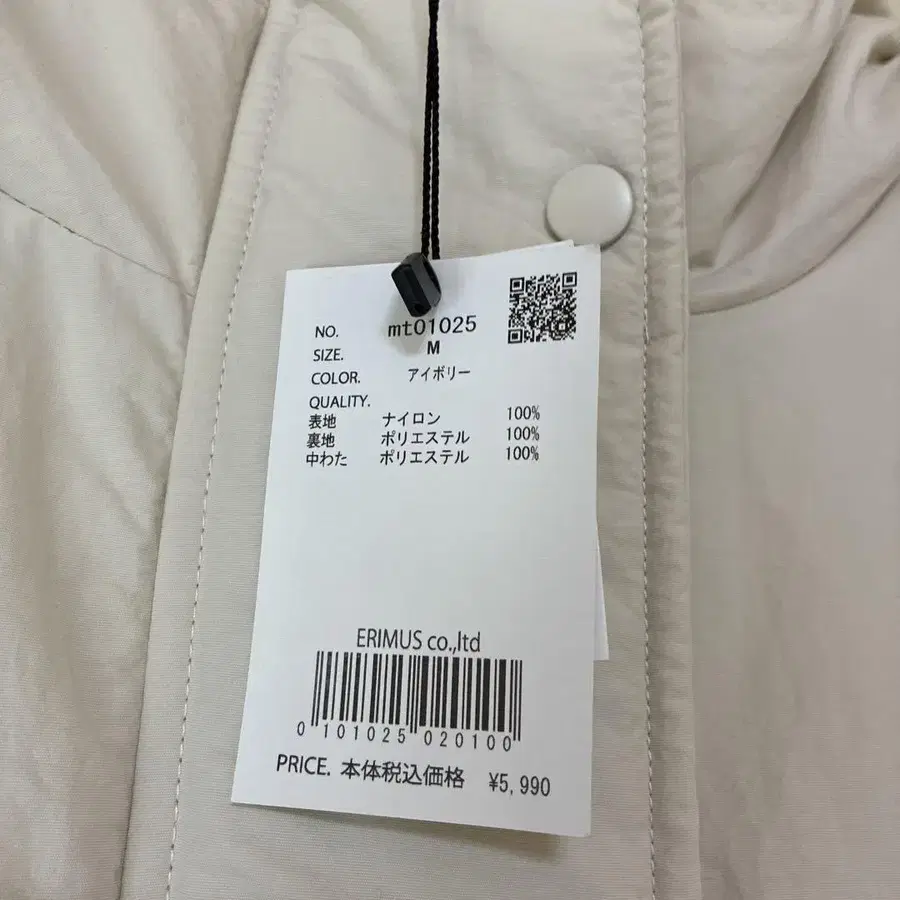 NO. mt01025
SIZE. M
COLOR. アイボリー
QUALITY.
表地 ナイロン 100%
裏地 ポリエステル 100%
中わた ポリエステル 100%
ERIMUS co.,ltd
0 101025 020100
PRICE. 本体税込価格 ¥5,990